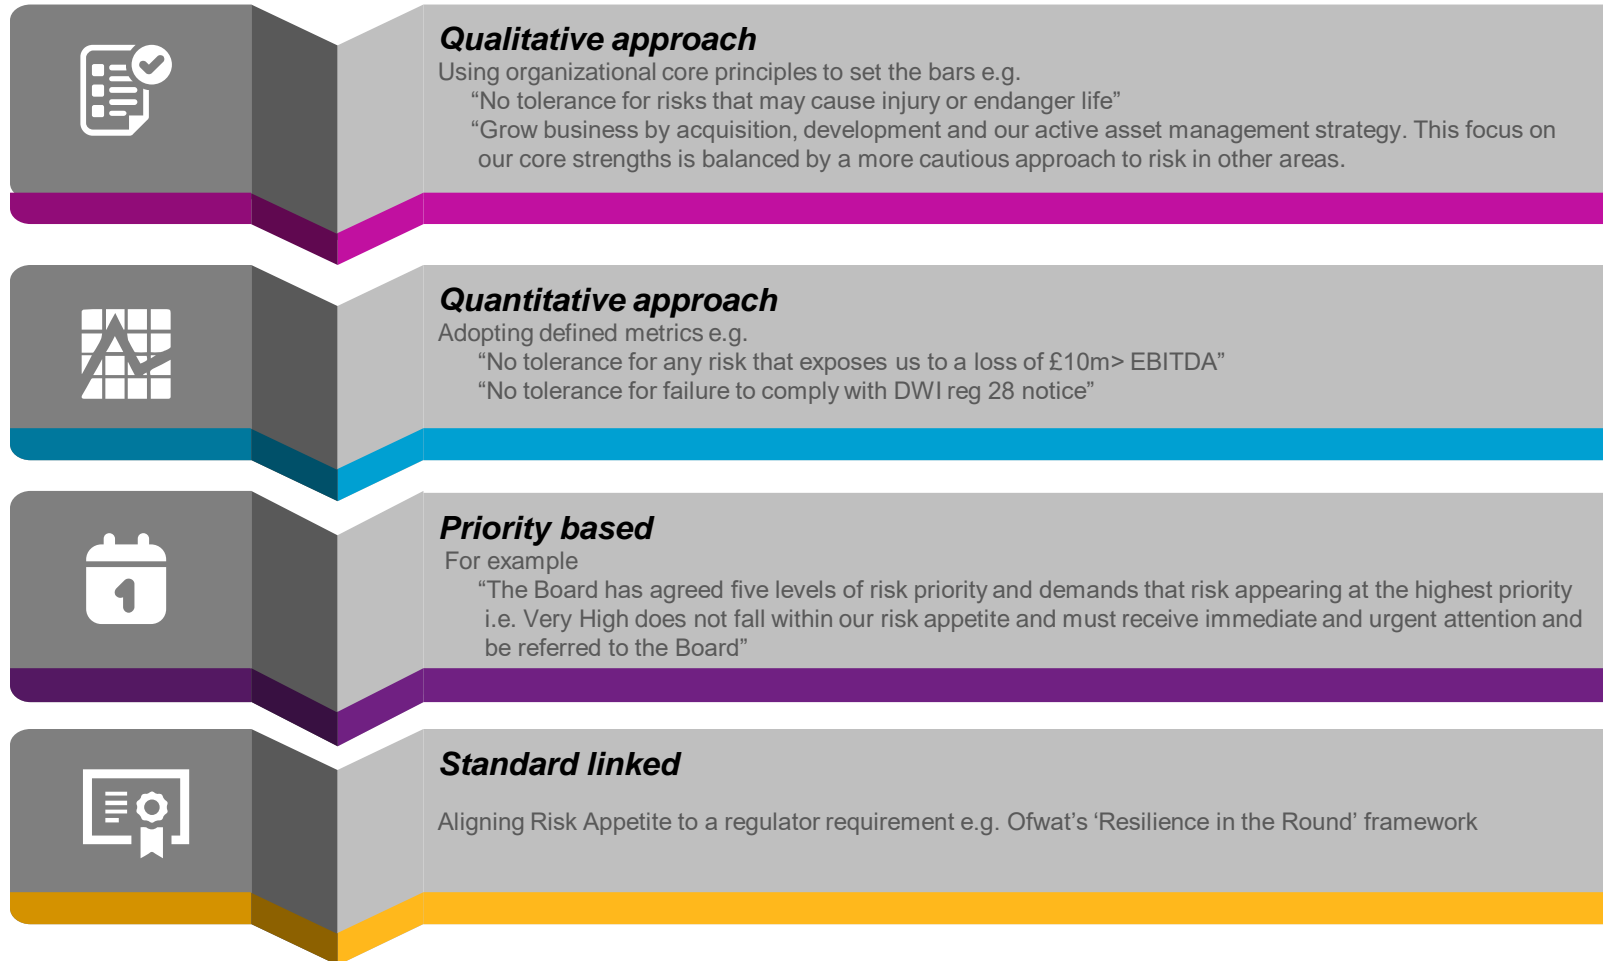 Qualitative approach
Using organizational core principles to set the bars e.g.
“No tolerance for risks that may cause injury or endanger life”
“Grow business by acquisition, development and our active asset management strategy. This focus on
our core strengths is balanced by a more cautious approach to risk in other areas.
Quantitative approach
Adopting defined metrics e.g.
“No tolerance for any risk that exposes us to a loss of £10m> EBITDA”
“No tolerance for failure to comply with DWI reg 28 notice”
1
Priority based
For example
“The Board has agreed five levels of risk priority and demands that risk appearing at the highest priority
i.e. Very High does not fall within our risk appetite and must receive immediate and urgent attention and
be referred to the Board”
Standard linked
Aligning Risk Appetite to a regulator requirement e.g. Ofwat’s ‘Resilience in the Round’ framework